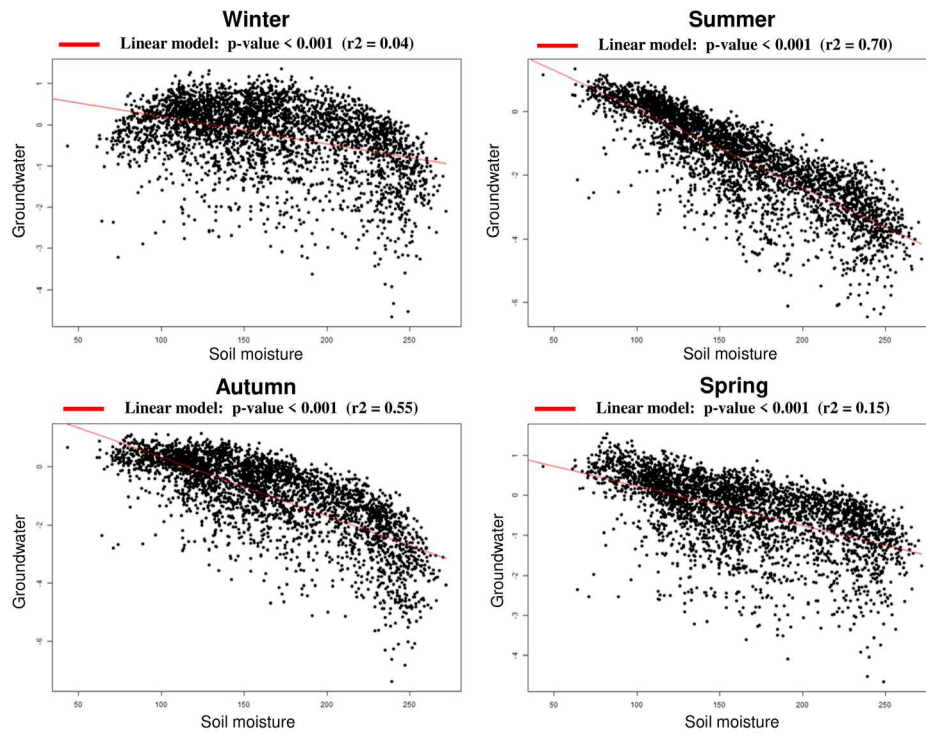 Winter
Linear model: p-value < 0.001 (r2 = 0.04)
1
0
-1
-2
-3
-4
Groundwater
50 100 150 200 250
Soil moisture
Summer
Linear model: p-value < 0.001 (r2 = 0.70)
0
-2
-4
-6
Groundwater
50 100 150 200 250
Soil moisture
Autumn
Linear model: p-value < 0.001 (r2 = 0.55)
0
-2
-4
-6
Groundwater
50 100 150 200 250
Soil moisture
Spring
Linear model: p-value < 0.001 (r2 = 0.15)
1
0
-1
-2
-3
-4
Groundwater
50 100 150 200 250
Soil moisture